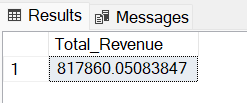 Results Messages
Total_Revenue
1 817860.05083847